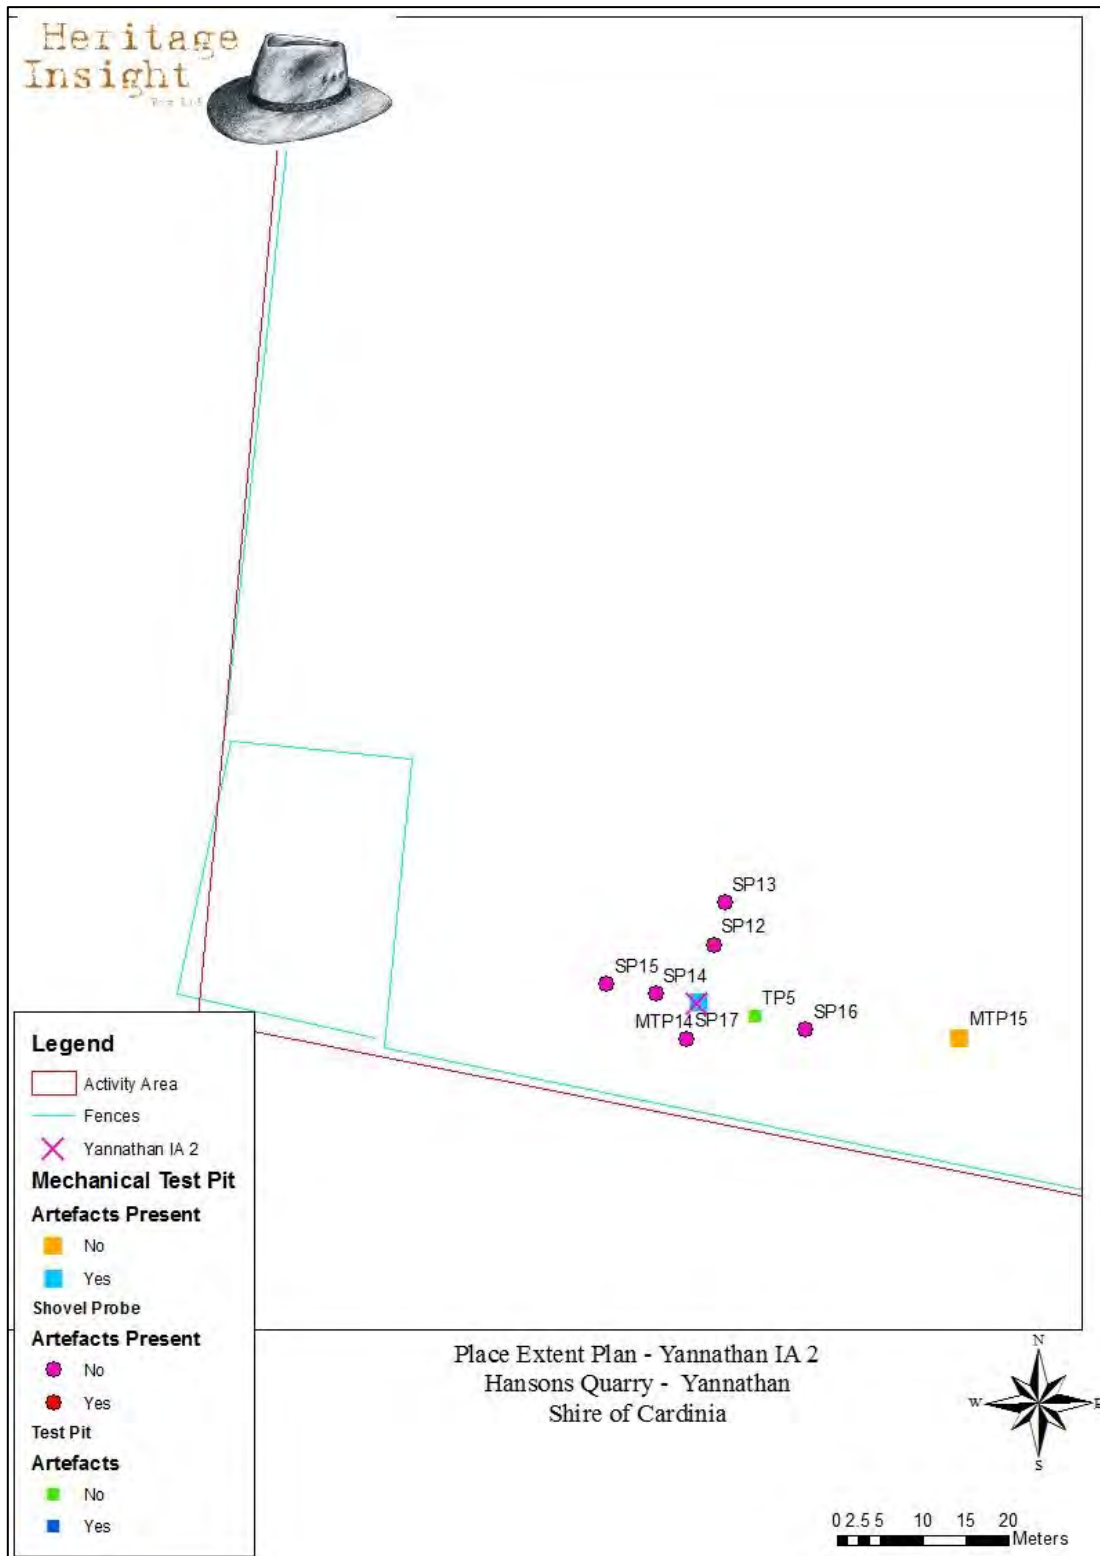 Heritage
Insight
Pty Ltd
SP13
SP12
SP15
SP14
TP5
SP16
MTP14
SP17
MTP15
Legend
Activity Area
Fences
Yannathan IA 2
Mechanical Test Pit
Artefacts Present
No
Yes
Shovel Probe
Artefacts Present
No
Yes
Test Pit
Artefacts
No
Yes
Place Extent Plan - Yannathan IA 2
Hansons Quarry - Yannathan
Shire of Cardinia
N
W
E
S
0 2.5 5 10 15 20
Meters